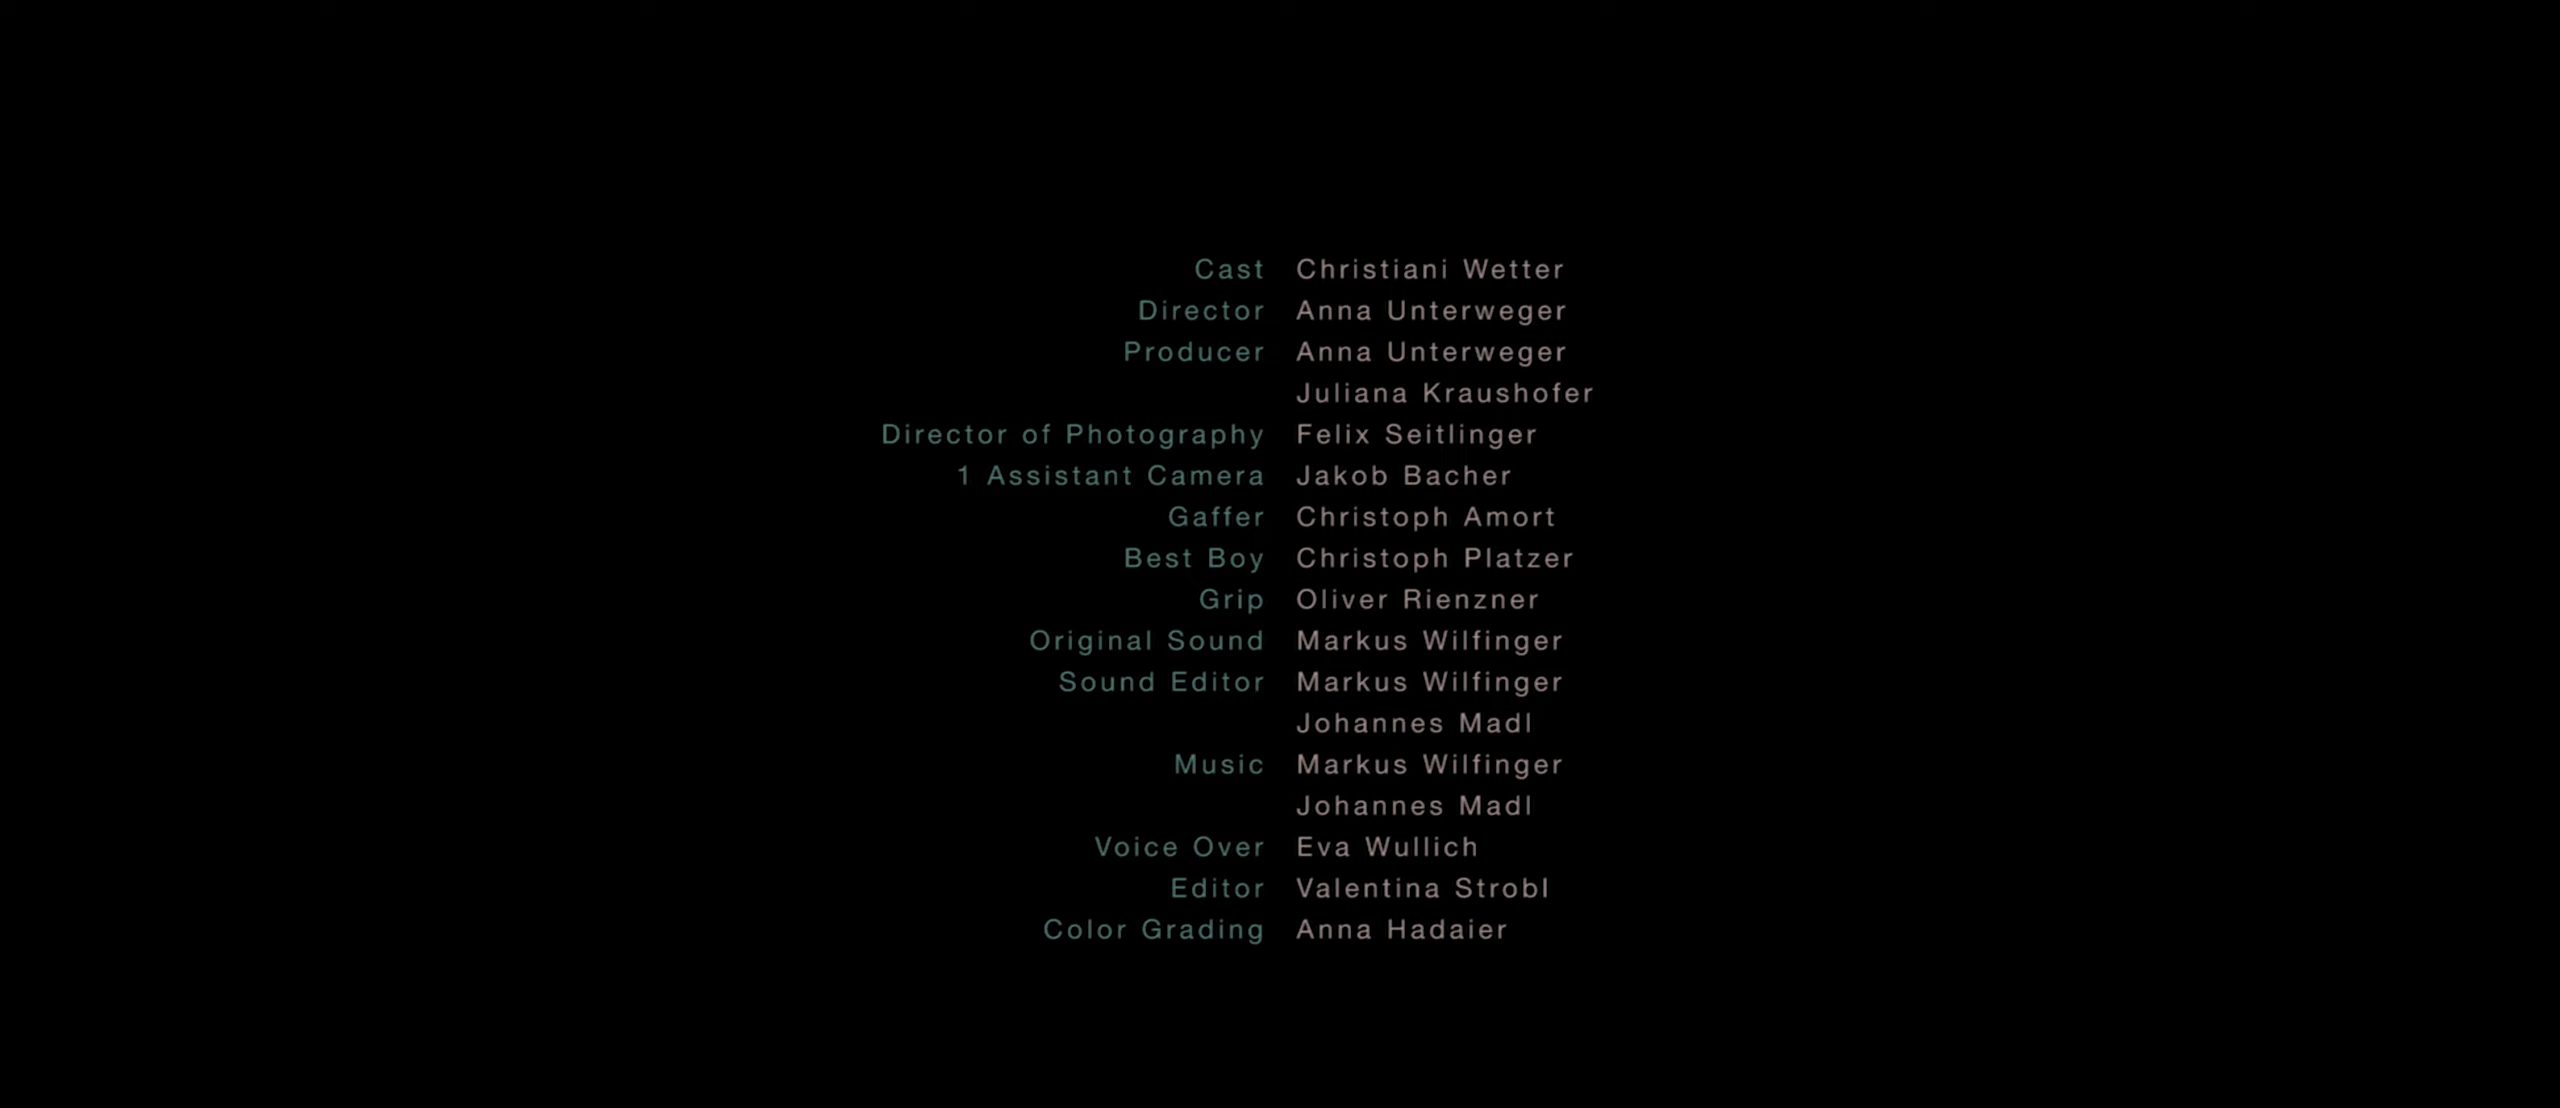 Cast Christiani Wetter
Director Anna Unterweger
Producer Anna Unterweger
Juliana Kraushofer
Director of Photography Felix Seitlinger
1 Assistant Camera Jakob Bacher
Gaffer Christoph Amort
Best Boy Christoph Platzer
Grip Oliver Rienzner
Original Sound Markus Wilfinger
Sound Editor Markus Wilfinger
Johannes Madl
Music Markus Wilfinger
Johannes Madl
Voice Over Eva Wullich
Editor Valentina Strobl
Color Grading Anna Hadaier